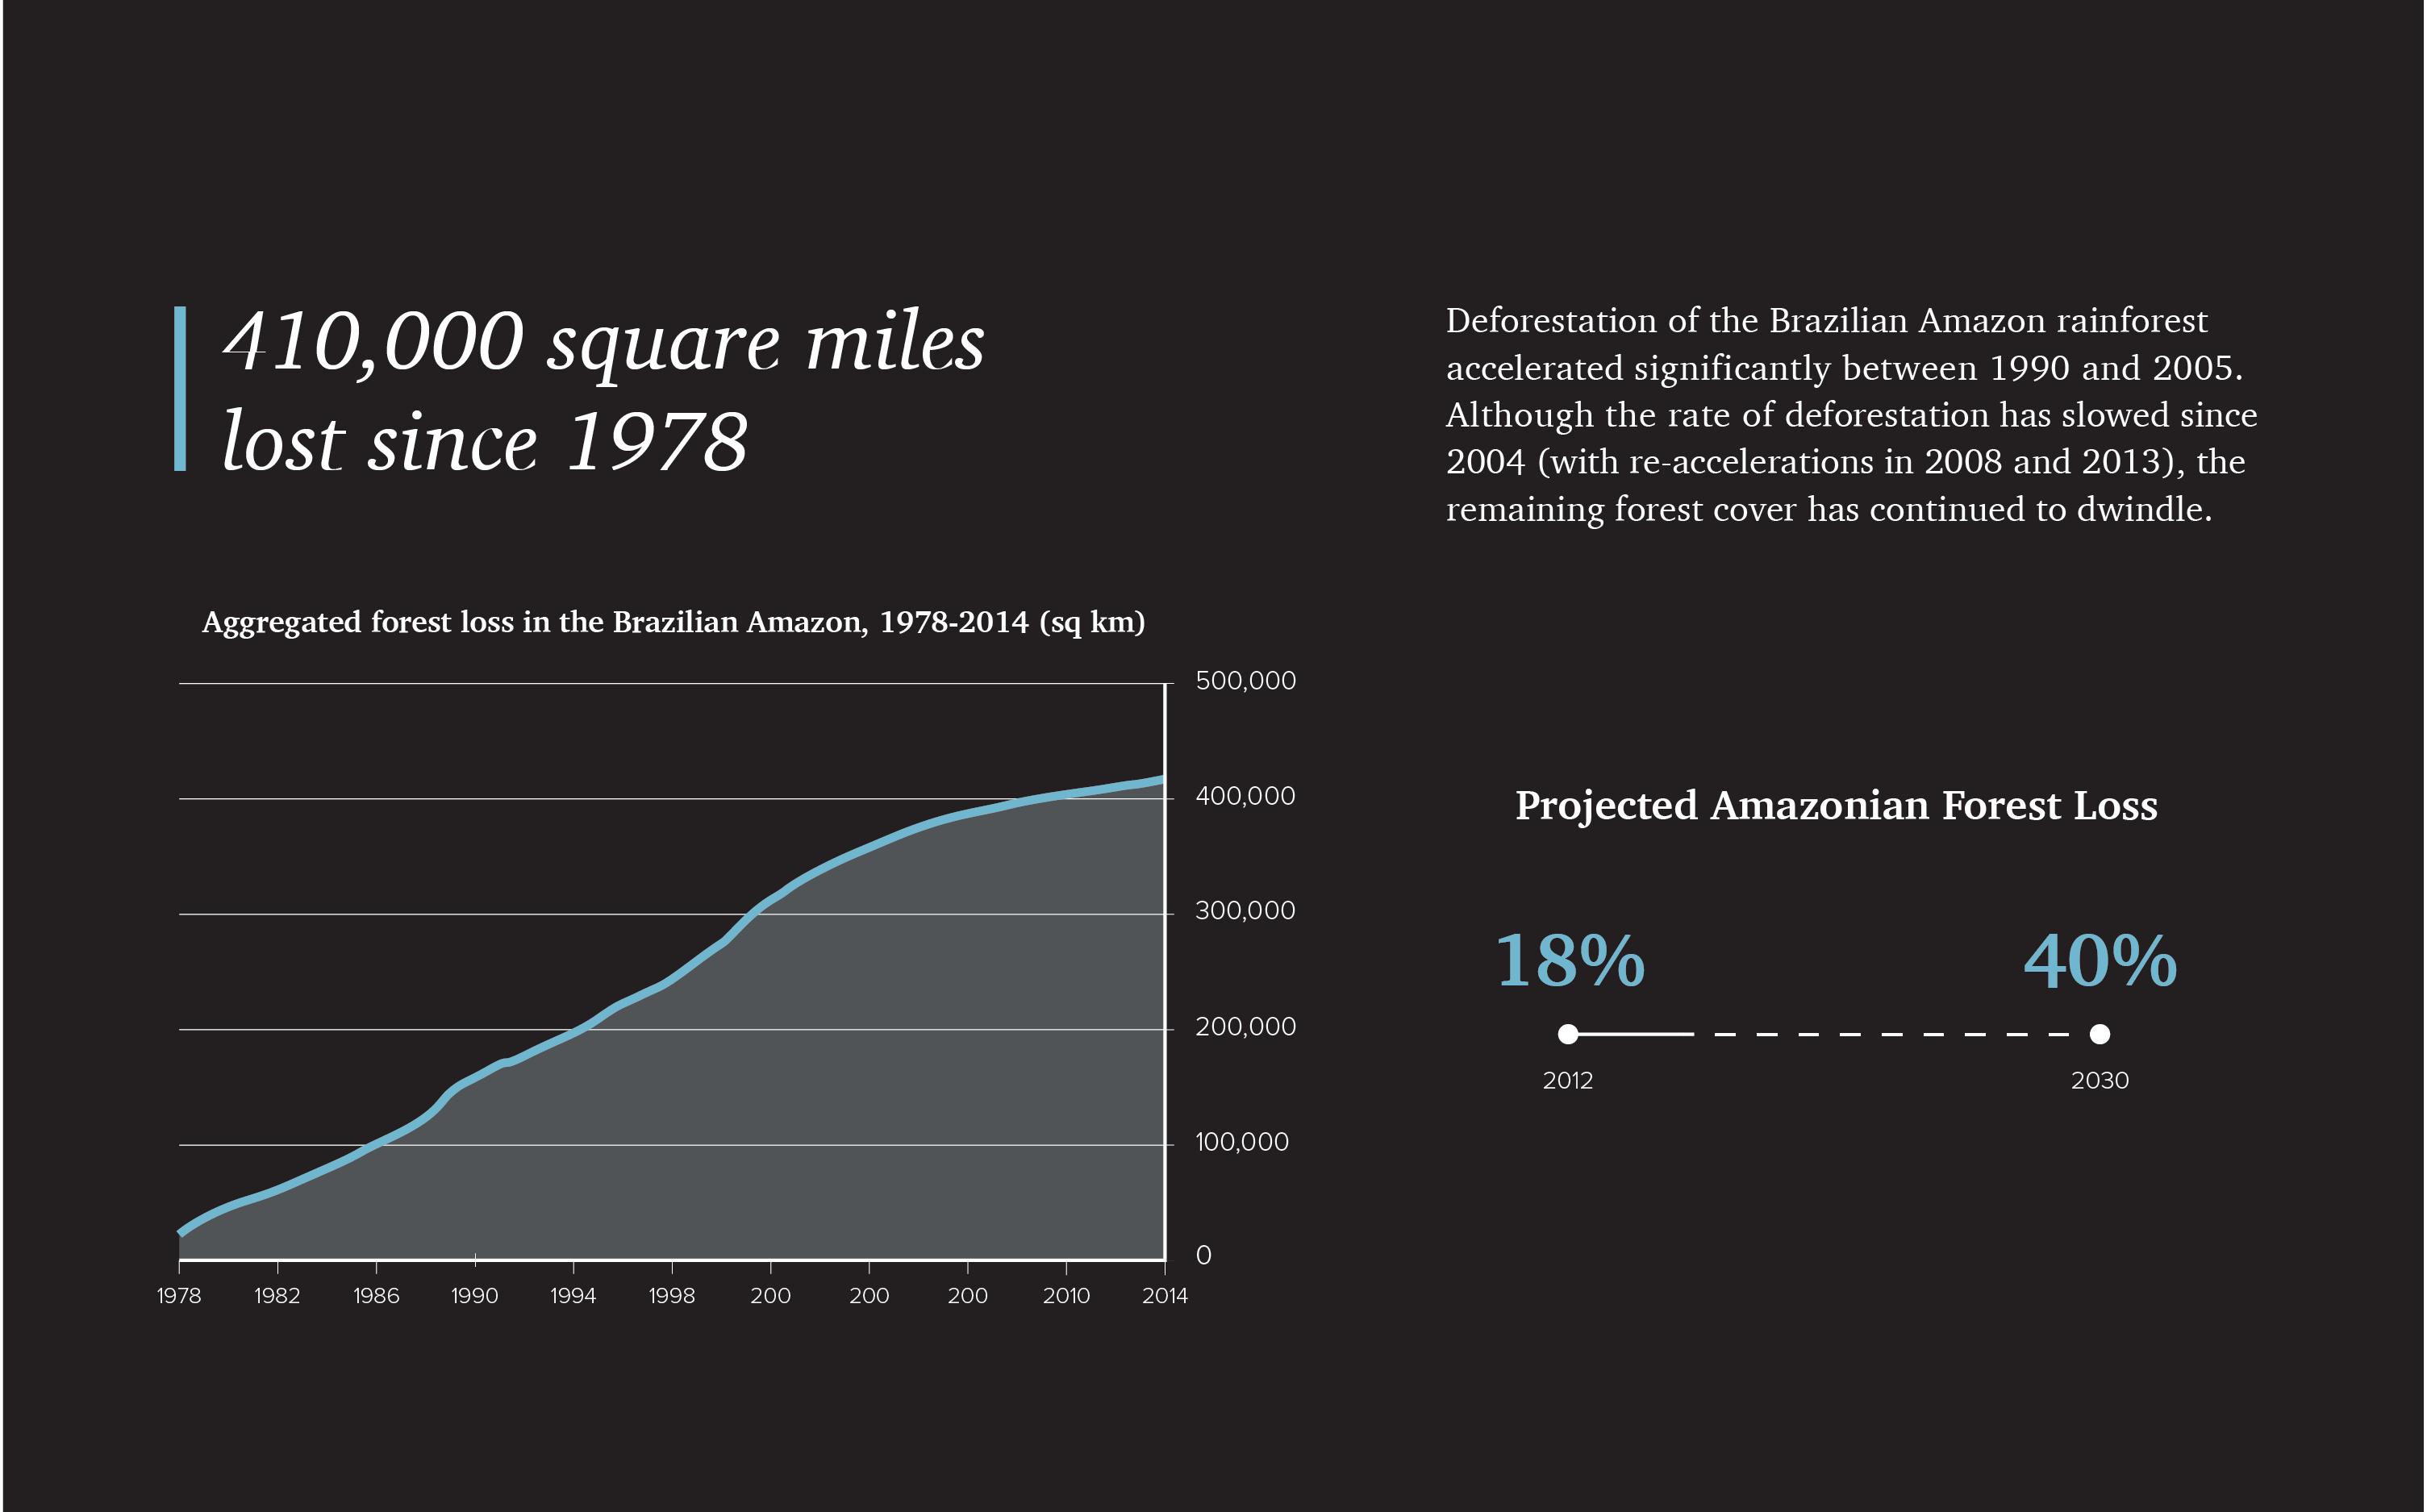 410,000 square miles
lost since 1978
Deforestation of the Brazilian Amazon rainforest
accelerated significantly between 1990 and 2005.
Although the rate of deforestation has slowed since
2004 (with re-accelerations in 2008 and 2013), the
remaining forest cover has continued to dwindle.
Aggregated forest loss in the Brazilian Amazon, 1978-2014 (sq km)
500,000
400,000
300,000
200,000
100,000
0
1978 1982 1986 1990 1994 1998 200 200 200 2010 2014
Projected Amazonian Forest Loss
18% 40%
2012 2030